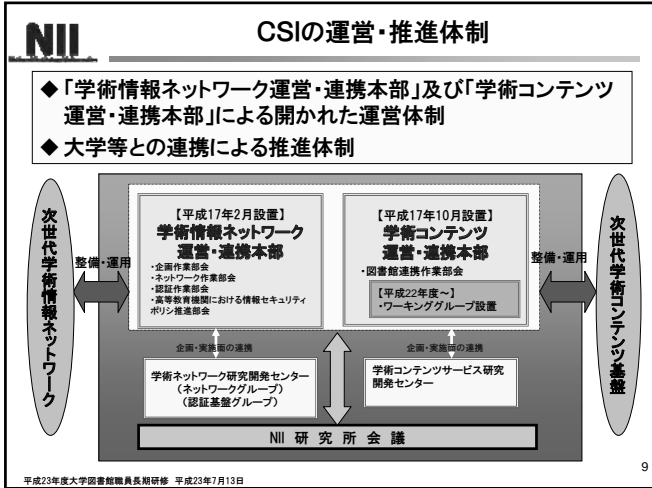 NII
CSIの運営・推進体制
◆「学術情報ネットワーク運営・連携本部」及び「学術コンテンツ
運営・連携本部」による開かれた運営体制
◆大学等との連携による推進体制
次世代学術情報ネットワーク
整備・運用
【平成17年2月設置】
学術情報ネットワーク
運営・連携本部
・企画作業部会
・ネットワーク作業部会
・認証作業部会
・高等教育機関における情報セキュリティ
ポリシ推進部会
【平成17年10月設置】
学術コンテンツ
運営・連携本部
・図書館連携作業部会
【平成22年度~】
・ワーキンググループ設置
整備・運用
次世代学術コンテンツ基盤
企画・実施面の連携
企画・実施面の連携
学術ネットワーク研究開発センター
(ネットワークグループ)
(認証基盤グループ)
学術コンテンツサービス研究
開発センター
NII 研究所会議
9
平成23年度大学図書館職員長期研修 平成23年7月13日